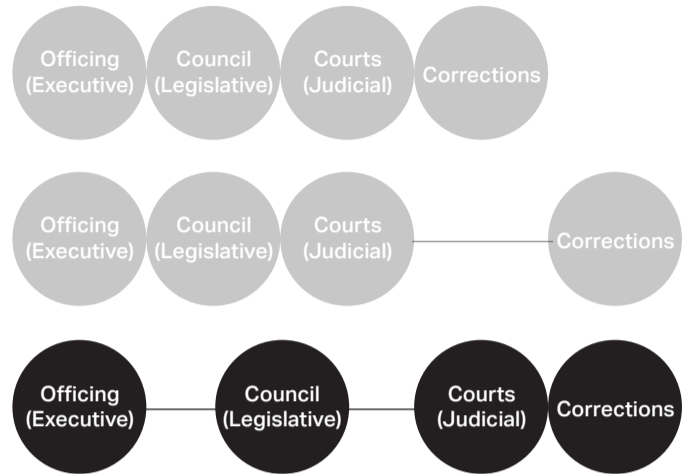 Officing
(Executive)
Council
(Legislative)
Courts
(Judicial)
Corrections
Officing
(Executive)
Council
(Legislative)
Courts
(Judicial)
Corrections
Officing
(Executive)
Council
(Legislative)
Courts
(Judicial)
Corrections